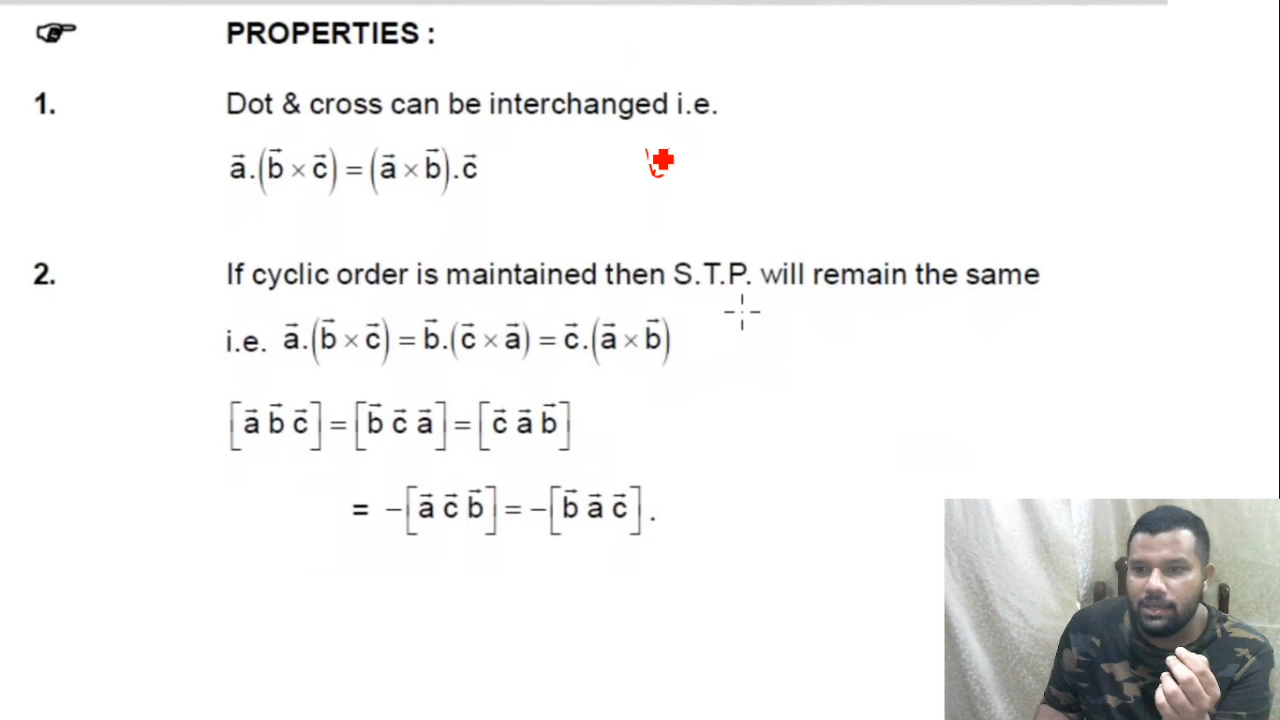 ☞ PROPERTIES :
1. Dot & cross can be interchanged i.e.
a⃗.(b⃗ × c⃗) = (a⃗ × b⃗).c⃗
2. If cyclic order is maintained then S.T.P. will remain the same
i.e. a⃗.(b⃗ × c⃗) = b⃗.(c⃗ × a⃗) = c⃗.(a⃗ × b⃗)
[a⃗ b⃗ c⃗] = [b⃗ c⃗ a⃗] = [c⃗ a⃗ b⃗]
= −[a⃗ c⃗ b⃗] = −[b⃗ a⃗ c⃗].